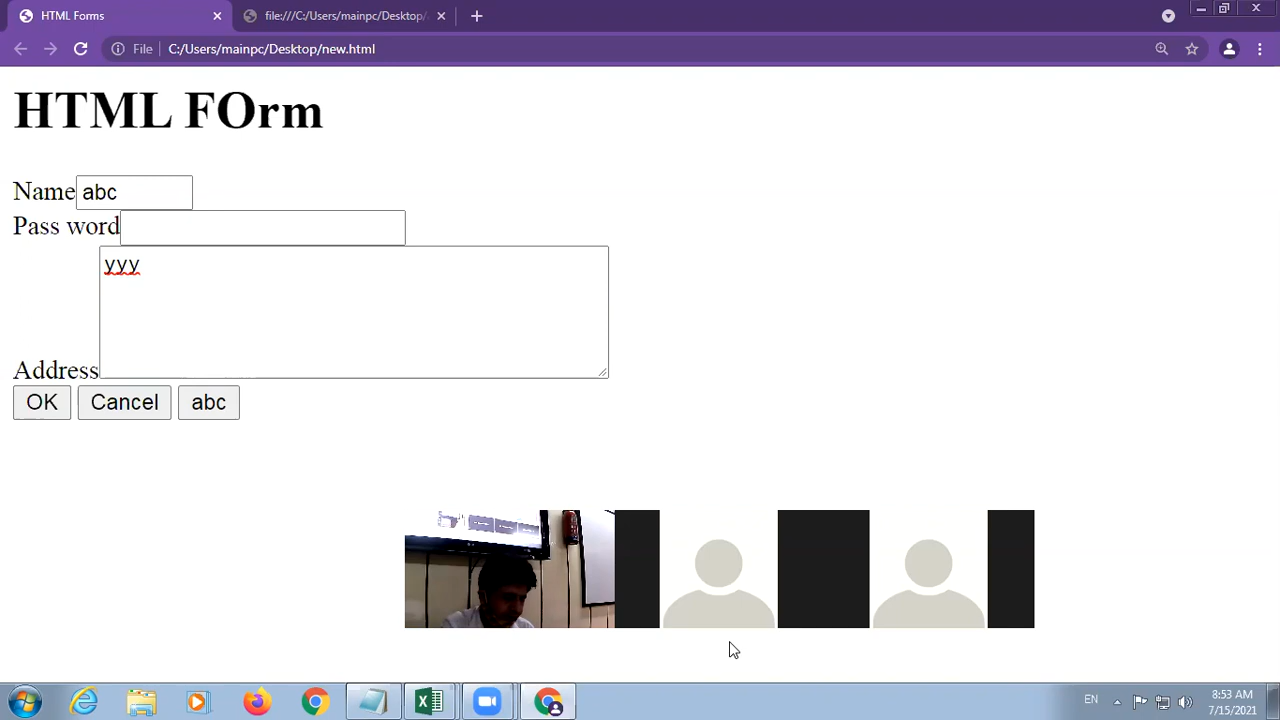 HTML Forms
file:///C:/Users/mainpc/Desktop/
File C:/Users/mainpc/Desktop/new.html
HTML FOrm
Name abc
Pass word
yyy
Address
OK Cancel abc
EN
8:53 AM
7/15/2021